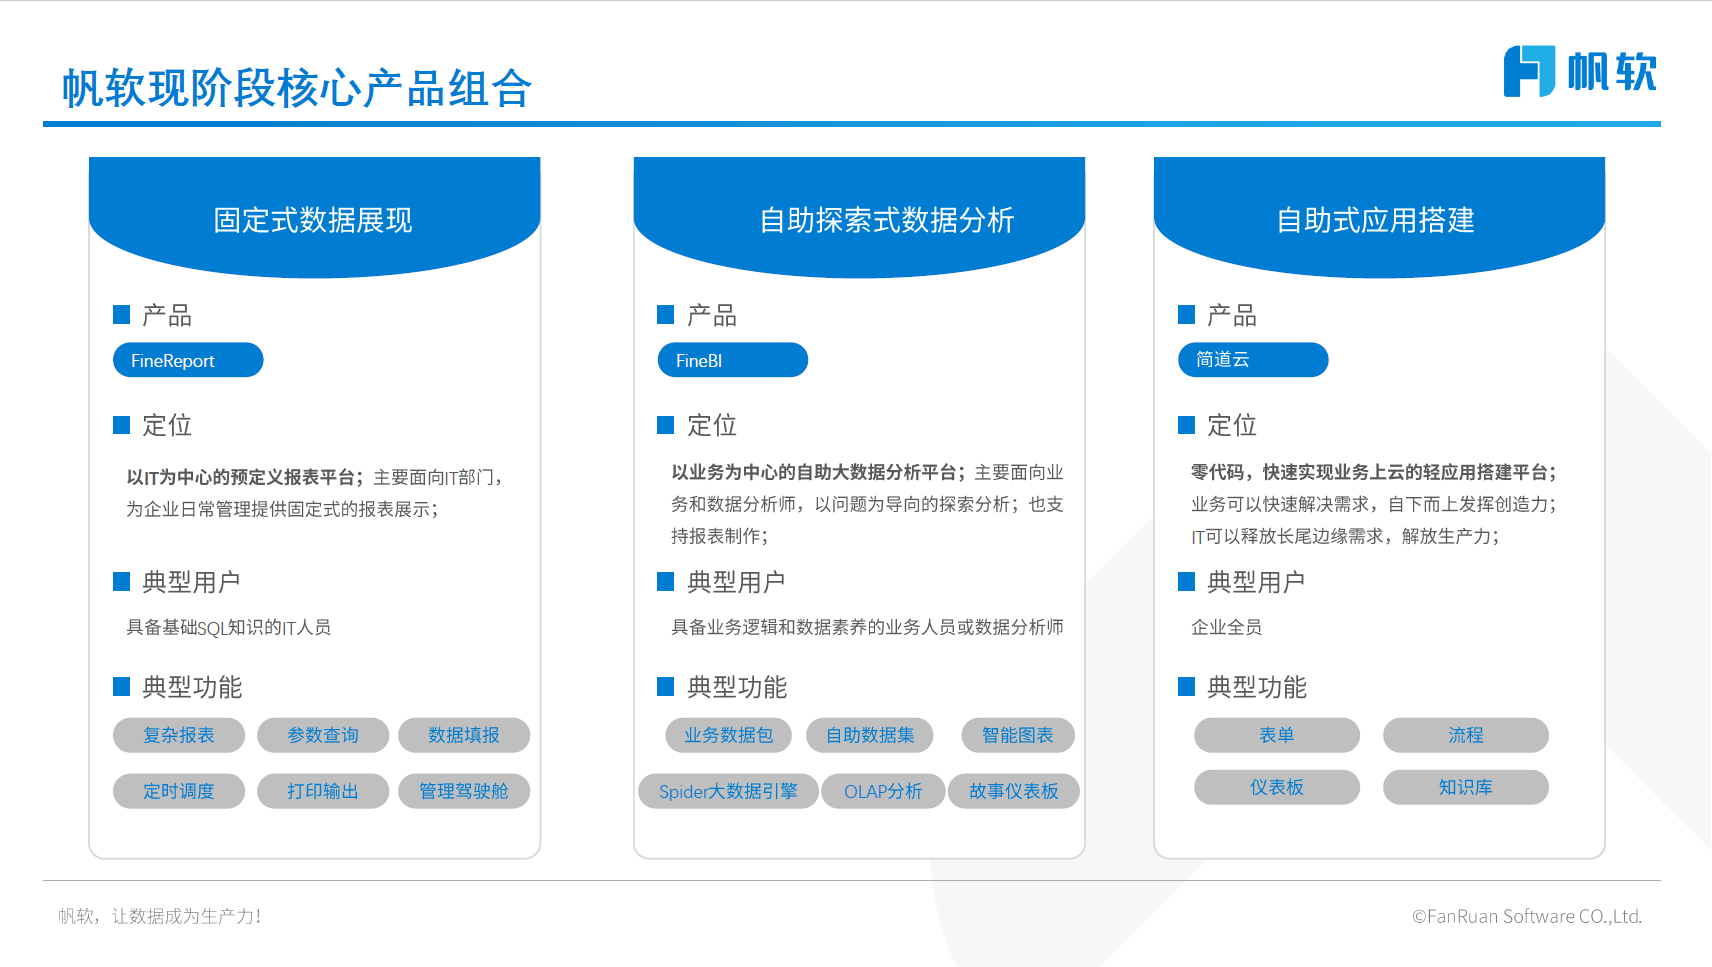 帆软现阶段核心产品组合
帆软
固定式数据展现
产品
FineReport
定位
以IT为中心的预定义报表平台；主要面向IT部门，
为企业日常管理提供固定式的报表展示；
典型用户
具备基础SQL知识的IT人员
典型功能
复杂报表 参数查询 数据填报
定时调度 打印输出 管理驾驶舱
自助探索式数据分析
产品
FineBI
定位
以业务为中心的自助大数据分析平台；主要面向业
务和数据分析师，以问题为导向的探索分析；也支
持报表制作；
典型用户
具备业务逻辑和数据素养的业务人员或数据分析师
典型功能
业务数据包 自助数据集 智能图表
Spider大数据引擎 OLAP分析 故事仪表板
自助式应用搭建
产品
简道云
定位
零代码，快速实现业务上云的轻应用搭建平台；
业务可以快速解决需求，自下而上发挥创造力；
IT可以释放长尾边缘需求，解放生产力；
典型用户
企业全员
典型功能
表单 流程
仪表板 知识库
帆软，让数据成为生产力！
©FanRuan Software CO.,Ltd.